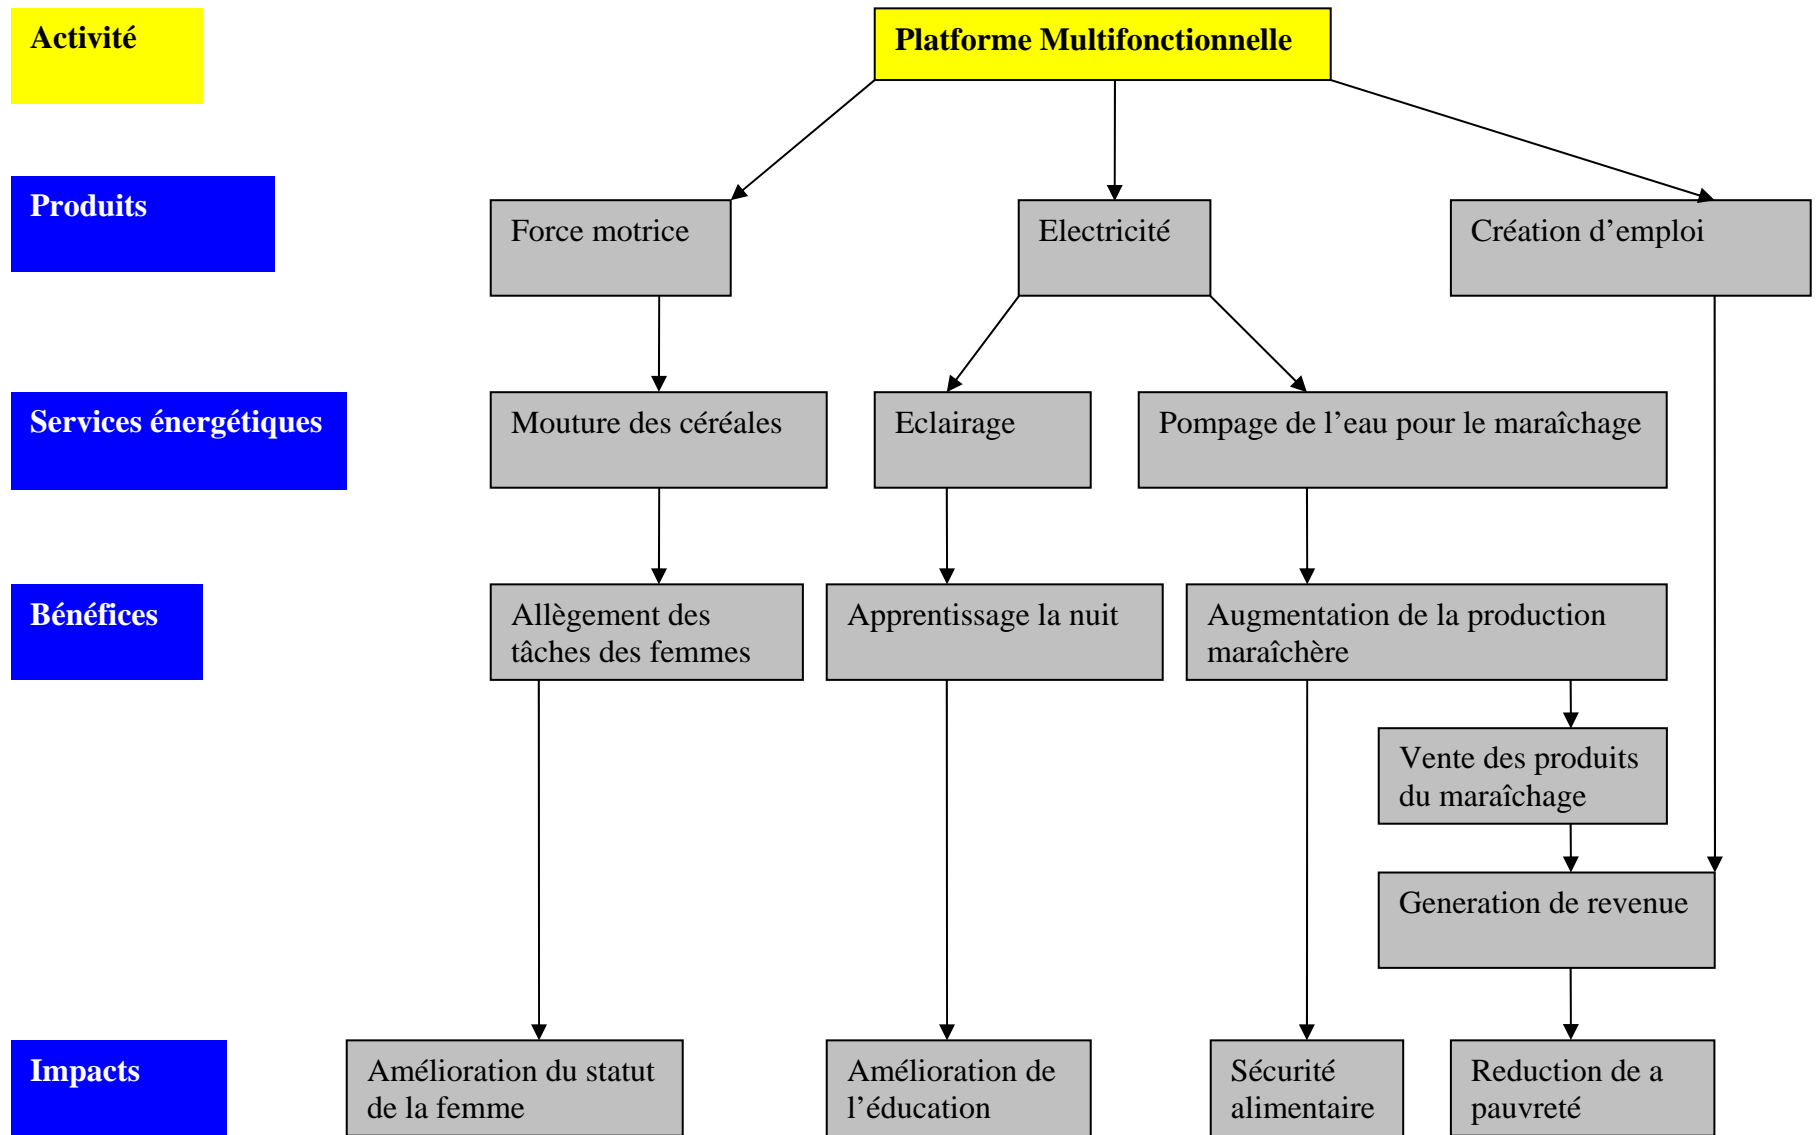 Activité
Platforme Multifonctionnelle
Produits
Force motrice
Electricité
Création d’emploi
Services énergétiques
Mouture des céréales
Eclairage
Pompage de l’eau pour le maraîchage
Bénéfices
Allègement des
tâches des femmes
Apprentissage la nuit
Augmentation de la production
maraîchère
Vente des produits
du maraîchage
Generation de revenue
Impacts
Amélioration du statut
de la femme
Amélioration de
l’éducation
Sécurité
alimentaire
Reduction de a
pauvreté